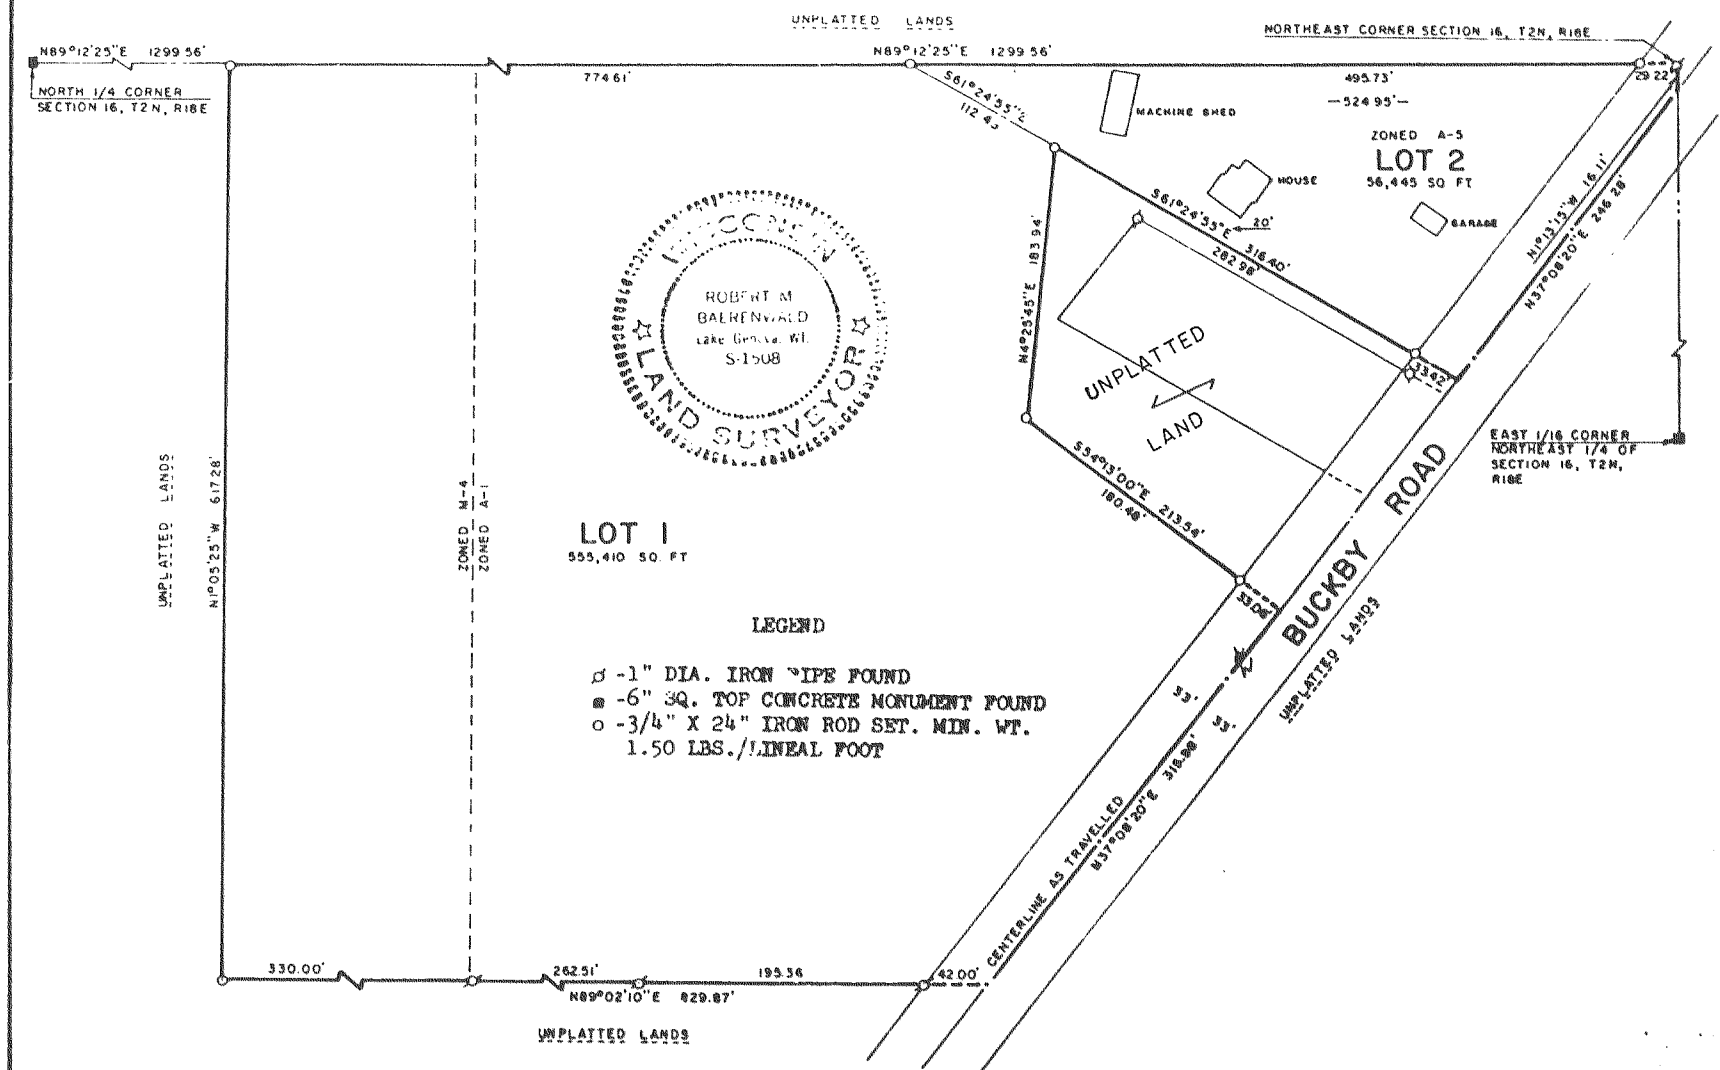 UNPLATTED LANDS
NORTHEAST CORNER SECTION 16, T2N, R18E
N89°12'25"E 1299.56'
N89°12'25"E 1299.56'
774.61'
495.73'
29.22'
—524.95'—
NORTH 1/4 CORNER
SECTION 16, T2N, R18E
S61°24'55"E
112.43
MACHINE SHED
ZONED A-5
LOT 2
56,445 SQ FT
HOUSE
GARAGE
S61°24'55"E 316.40'
20'
282.98'
N1°13'15"W 16.11'
N37°08'20"E 246.28'
N4°25'45"E 183.94'
WISCONSIN
ROBERT M
BAERENWALD
Lake Geneva, WI.
S-1508
LAND SURVEYOR
UNPLATTED
LAND
33.42'
EAST 1/16 CORNER
NORTHEAST 1/4 OF
SECTION 16, T2N,
R18E
S54°13'00"E 213.54'
180.48'
33.06'
BUCKBY ROAD
UNPLATTED LANDS
UNPLATTED LANDS
N1°05'25"W 617.28'
ZONED M-4
ZONED A-1
LOT 1
555,410 SQ. FT
LEGEND
-1" DIA. IRON PIPE FOUND
-6" SQ. TOP CONCRETE MONUMENT FOUND
-3/4" X 24" IRON ROD SET. MIN. WT.
1.50 LBS./LINEAL FOOT
33'
33'
CENTERLINE AS TRAVELLED
N37°08'20"E 318.98'
330.00'
262.51'
195.36
42.00'
N89°02'10"E 829.87'
UNPLATTED LANDS